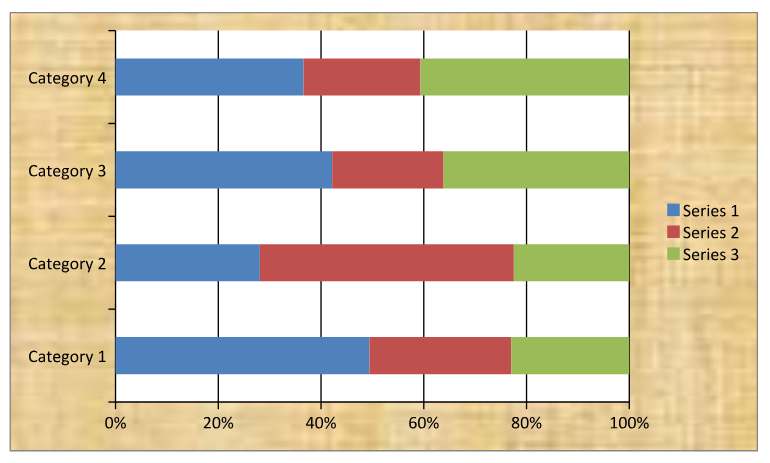 Category 4
Category 3
Category 2
Category 1
0% 20% 40% 60% 80% 100%
Series 1
Series 2
Series 3